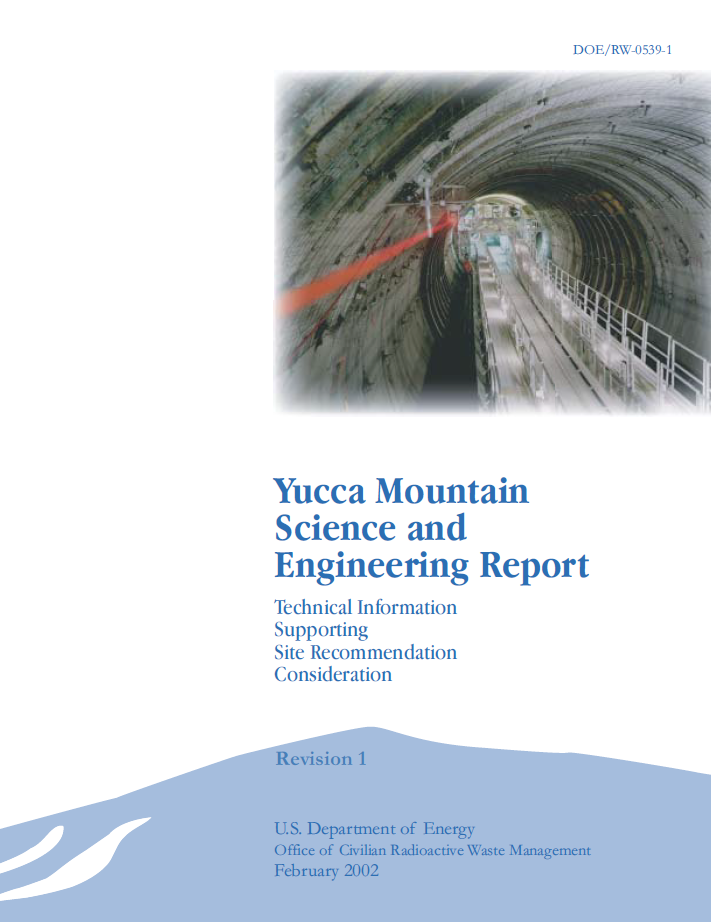 DOE/RW-0539-1
Yucca Mountain
Science and
Engineering Report
Technical Information
Supporting
Site Recommendation
Consideration
Revision 1
U.S. Department of Energy
Office of Civilian Radioactive Waste Management
February 2002